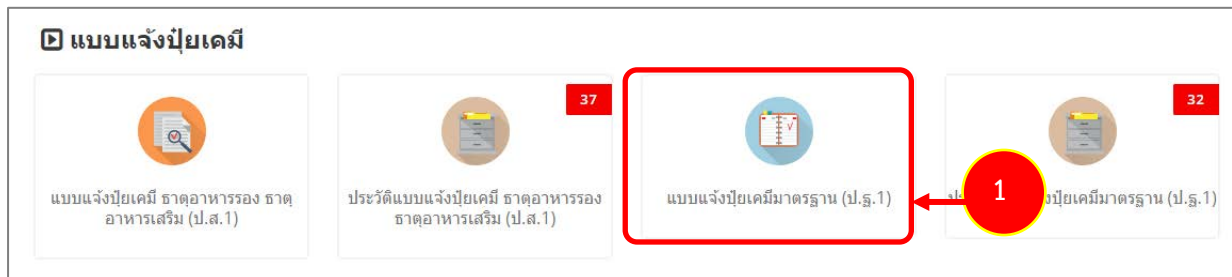 แบบแจ้งปุ๋ยเคมี
37
32
แบบแจ้งปุ๋ยเคมี ธาตุอาหารรอง ธาตุ
อาหารเสริม (ป.ส.1)
ประวัติแบบแจ้งปุ๋ยเคมี ธาตุอาหารรอง
ธาตุอาหารเสริม (ป.ส.1)
แบบแจ้งปุ๋ยเคมีมาตรฐาน (ป.ฐ.1)
1
ปุ๋ยเคมีมาตรฐาน (ป.ฐ.1)